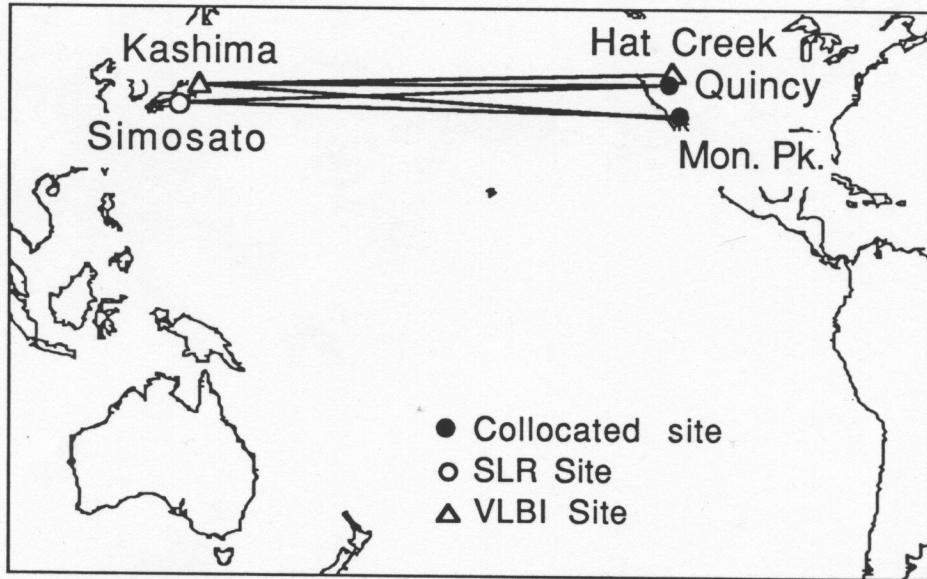 Kashima
Simosato
Hat Creek
Quincy
Mon. Pk.
Collocated site
SLR Site
VLBI Site